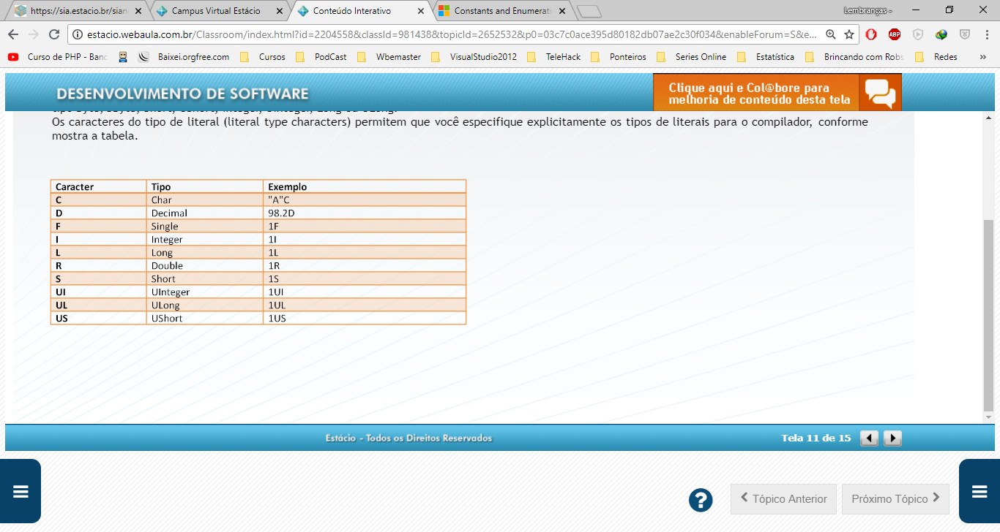 https://sia.estacio.br/sian
Campus Virtual Estácio
Conteúdo Interativo
Constants and Enumerati
Lembranças
estacio.webaula.com.br/Classroom/index.html?id=2204558&classId=981438&topicId=2652532&p0=03c7c0ace395d80182db07ae2c30f034&enableForum=S&e...
ABP
Curso de PHP - Banc
Baixei.orgfree.com
Cursos
PodCast
Wbemaster
VisualStudio2012
TeleHack
Ponteiros
Series Online
Estatística
Brincando com Robs
Redes
»
DESENVOLVIMENTO DE SOFTWARE
Clique aqui e Col@bore para
melhoria de conteúdo desta tela
Os caracteres do tipo de literal (literal type characters) permitem que você especifique explicitamente os tipos de literais para o compilador, conforme
mostra a tabela.
Caracter Tipo Exemplo
C Char "A"C
D Decimal 98.2D
F Single 1F
I Integer 1I
L Long 1L
R Double 1R
S Short 1S
UI UInteger 1UI
UL ULong 1UL
US UShort 1US
Estácio - Todos os Direitos Reservados
Tela 11 de 15
?
Tópico Anterior
Próximo Tópico